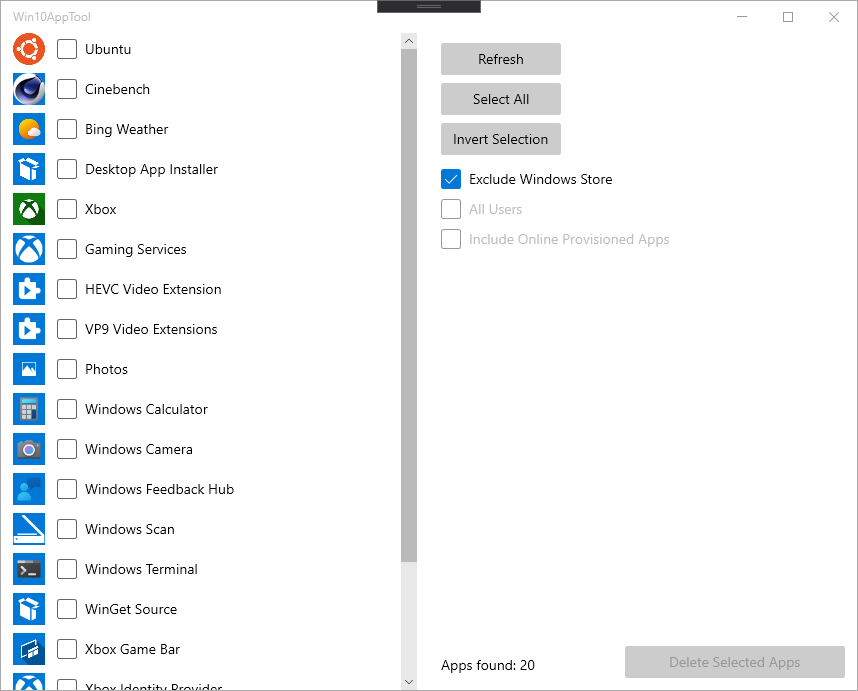 Win10AppTool
Ubuntu
Cinebench
Bing Weather
Desktop App Installer
Xbox
Gaming Services
HEVC Video Extension
VP9 Video Extensions
Photos
Windows Calculator
Windows Camera
Windows Feedback Hub
Windows Scan
Windows Terminal
WinGet Source
Xbox Game Bar
Xbox Identity Provider
Refresh
Select All
Invert Selection
Exclude Windows Store
All Users
Include Online Provisioned Apps
Apps found: 20
Delete Selected Apps